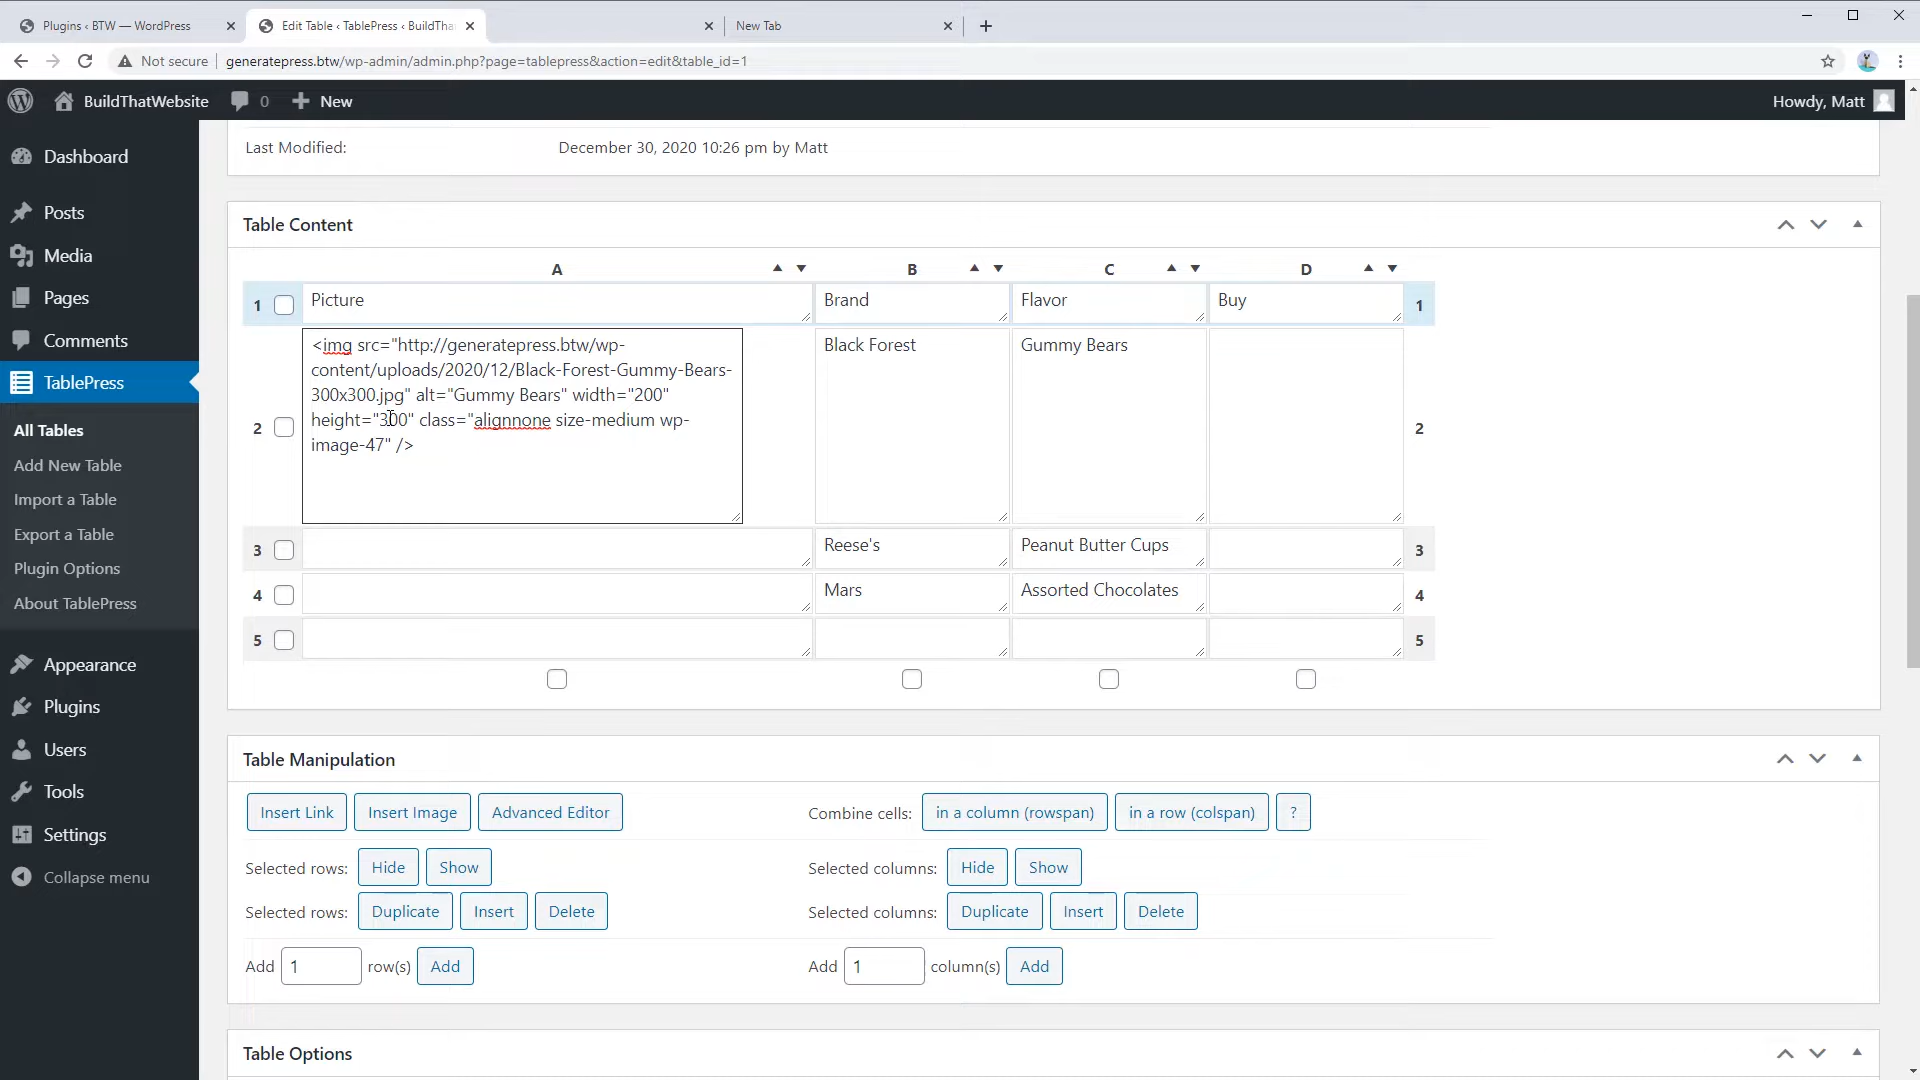 Plugins ‹ BTW — WordPress
Edit Table ‹ TablePress ‹ BuildTha
New Tab
Not secure
generatepress.btw/wp-admin/admin.php?page=tablepress&action=edit&table_id=1
BuildThatWebsite
0
New
Howdy, Matt
Dashboard
Posts
Media
Pages
Comments
TablePress
All Tables
Add New Table
Import a Table
Export a Table
Plugin Options
About TablePress
Appearance
Plugins
Users
Tools
Settings
Collapse menu
Last Modified: December 30, 2020 10:26 pm by Matt
Table Content
A B C D
1 Picture Brand Flavor Buy 1
2 <img src="http://generatepress.btw/wp-
content/uploads/2020/12/Black-Forest-Gummy-Bears-
300x300.jpg" alt="Gummy Bears" width="200"
height="300" class="alignnone size-medium wp-
image-47" />
Black Forest Gummy Bears 2
3 Reese's Peanut Butter Cups 3
4 Mars Assorted Chocolates 4
5 5
Table Manipulation
Insert Link Insert Image Advanced Editor Combine cells: in a column (rowspan) in a row (colspan) ?
Selected rows: Hide Show Selected columns: Hide Show
Selected rows: Duplicate Insert Delete Selected columns: Duplicate Insert Delete
Add 1 row(s) Add Add 1 column(s) Add
Table Options